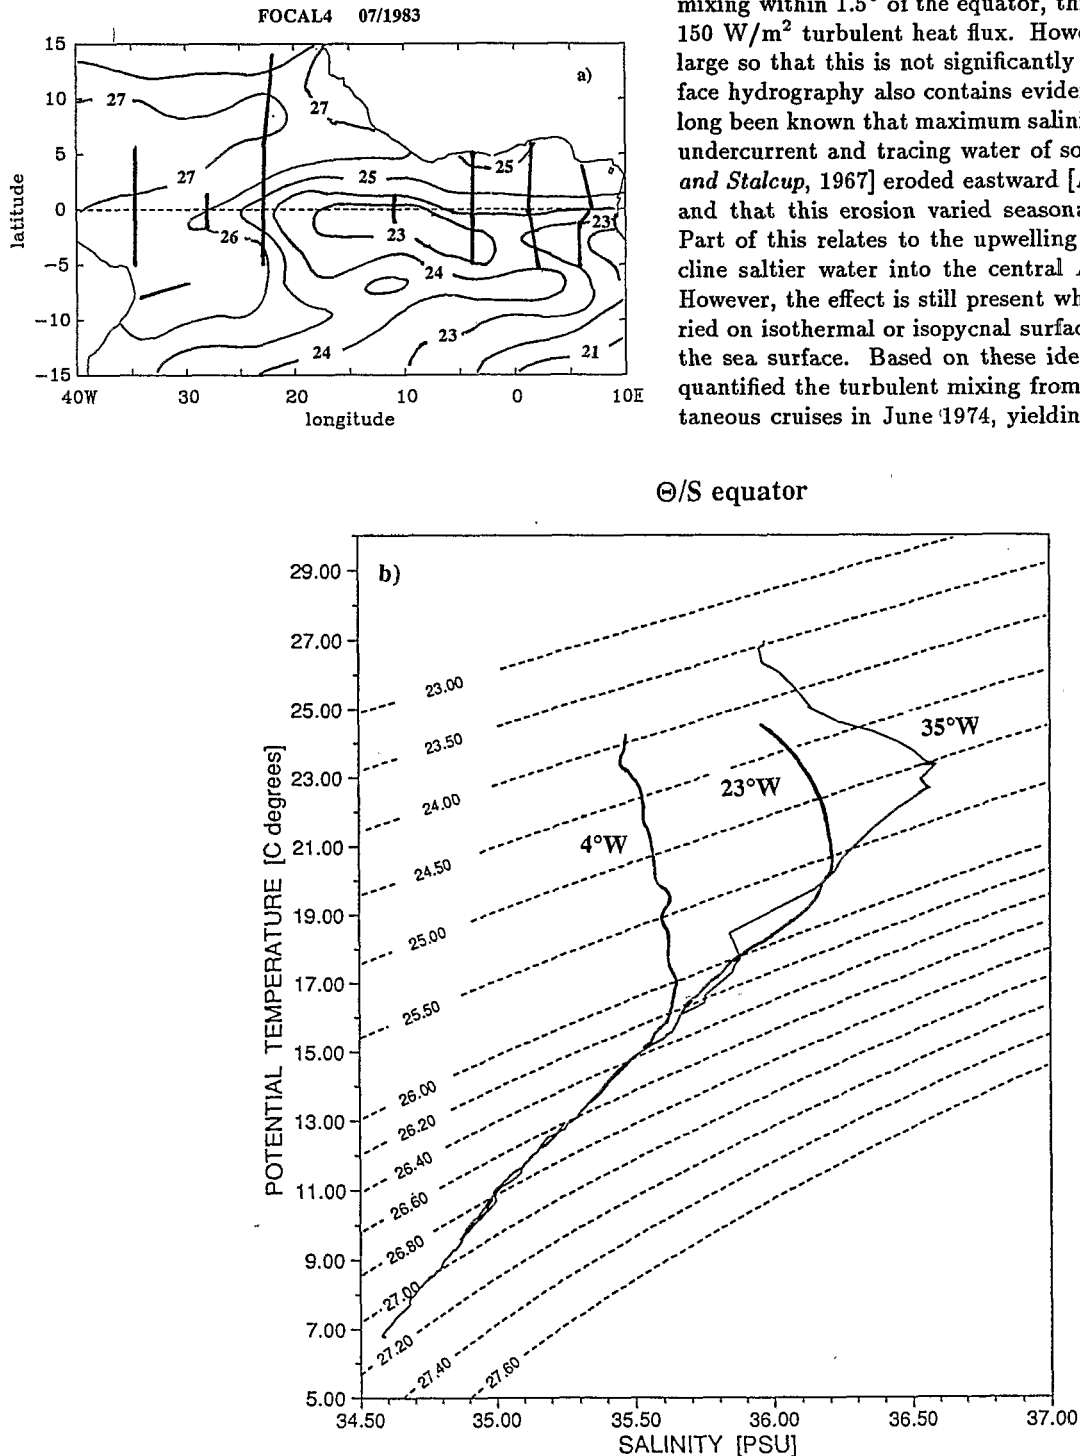 FOCAL4 07/1983
15
10
5
0
−5
−10
−15
latitude
40W 30 20 10 0 10E
longitude
a)
27
27
27
25
25
26
23
23
24
24
23
21
mixing within 1.5° of the equator,
150 W/m² turbulent heat flux.
large so that this is not significantly
face hydrography also contains
long been known that maximum
undercurrent and tracing water of
and Stalcup, 1967] eroded eastward
and that this erosion varied
Part of this relates to the upwelling
cline saltier water into the central
However, the effect is still present
ried on isothermal or isopycnal
the sea surface. Based on these
quantified the turbulent mixing from
taneous cruises in June 1974,
Θ/S equator
b)
29.00
27.00
25.00
23.00
21.00
19.00
17.00
15.00
13.00
11.00
9.00
7.00
5.00
POTENTIAL TEMPERATURE [C degrees]
23.00
23.50
24.00
24.50
25.00
25.50
26.00
26.20
26.40
26.60
26.80
27.00
27.20
27.40
27.60
4°W
23°W
35°W
34.50 35.00 35.50 36.00 36.50 37.00
SALINITY [PSU]